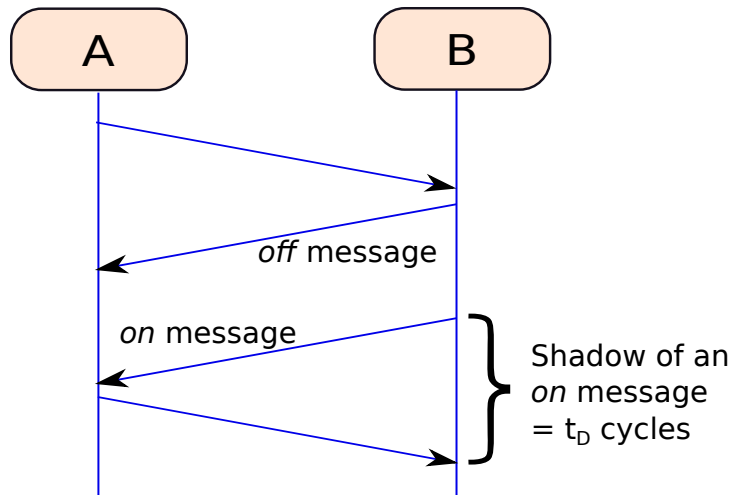 A
B
off message
on message
Shadow of an
on message
= tD cycles